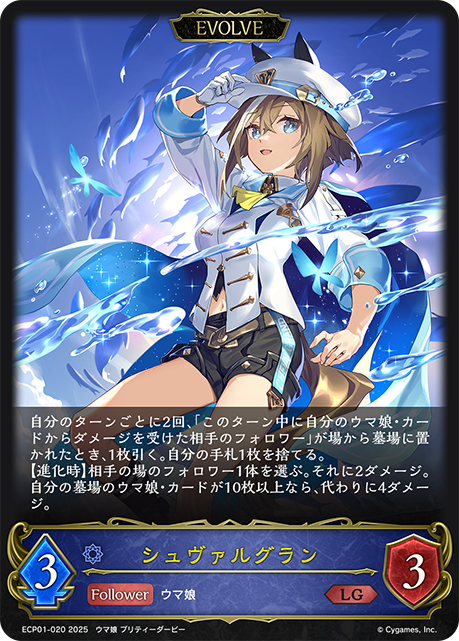 EVOLVE
自分のターンごとに2回、「このターン中に自分のウマ娘・カー
ドからダメージを受けた相手のフォロワー」が場から墓場に置
かれたとき、1枚引く。自分の手札1枚を捨てる。
【進化時】相手の場のフォロワー1体を選ぶ。それに2ダメージ。
自分の墓場のウマ娘・カードが10枚以上なら、代わりに4ダメー
ジ。
シュヴァルグラン
3
Follower ウマ娘
LG
3
ECP01-020 2025 ウマ娘 プリティーダービー
© Cygames, Inc.